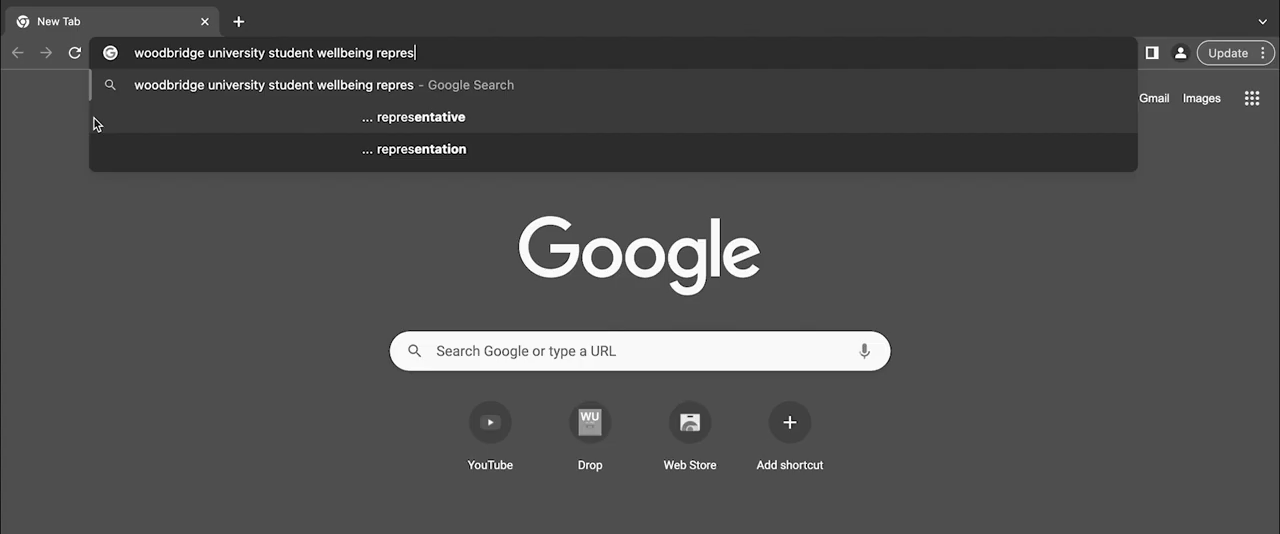 New Tab
woodbridge university student wellbeing repres
Update
woodbridge university student wellbeing repres - Google Search
... representative
... representation
Gmail Images
Google
Search Google or type a URL
WU
YouTube Drop Web Store Add shortcut